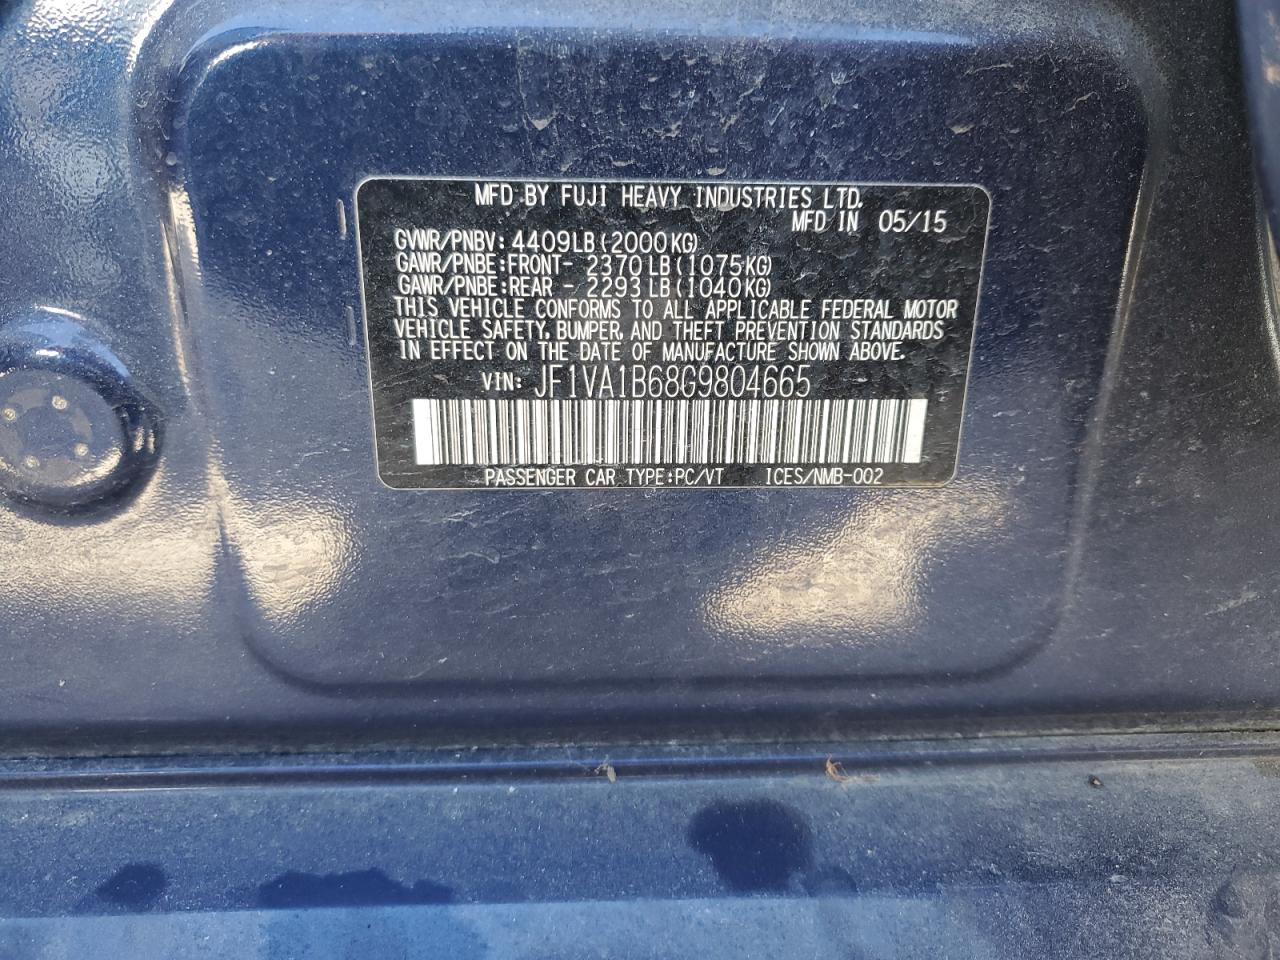 MFD BY FUJI HEAVY INDUSTRIES LTD.
MFD IN 05/15
GVWR/PNBV: 4409LB (2000KG)
GAWR/PNBE:FRONT- 2370LB (1075KG)
GAWR/PNBE:REAR - 2293LB (1040KG)
THIS VEHICLE CONFORMS TO ALL APPLICABLE FEDERAL MOTOR
VEHICLE SAFETY, BUMPER, AND THEFT PREVENTION STANDARDS
IN EFFECT ON THE DATE OF MANUFACTURE SHOWN ABOVE.
VIN: JF1VA1B68G9804665
PASSENGER CAR TYPE:PC/VT ICES/NMB-002